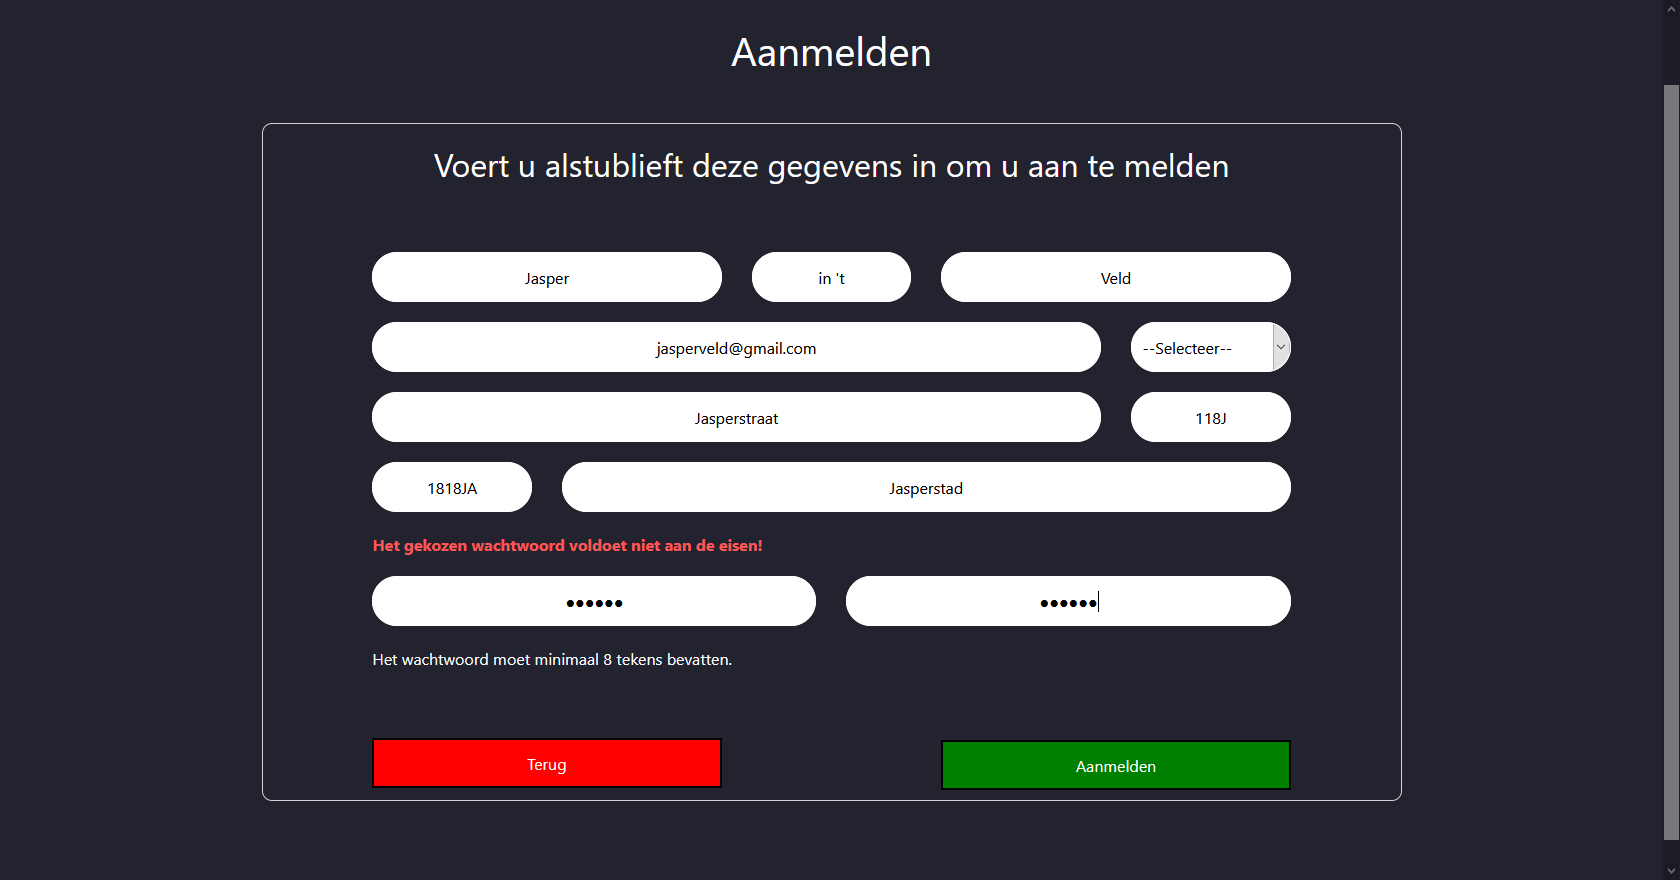 Aanmelden
Voert u alstublieft deze gegevens in om u aan te melden
Jasper in 't Veld
jasperveld@gmail.com --Selecteer--
Jasperstraat 118J
1818JA Jasperstad
Het gekozen wachtwoord voldoet niet aan de eisen!
●●●●●● ●●●●●●
Het wachtwoord moet minimaal 8 tekens bevatten.
Terug Aanmelden